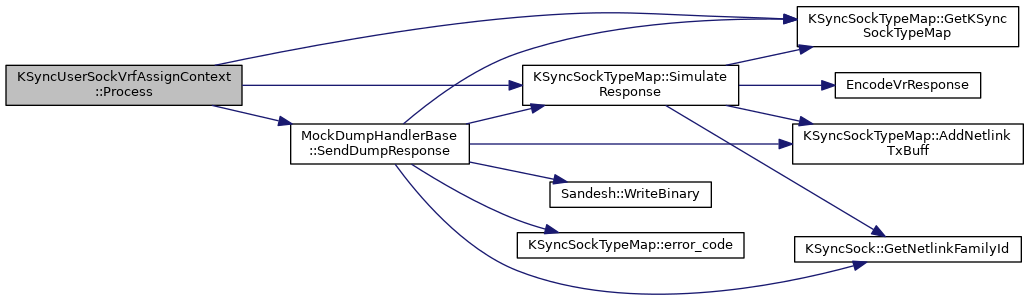 KSyncUserSockVrfAssignContext
::Process
MockDumpHandlerBase
::SendDumpResponse
KSyncSockTypeMap::Simulate
Response
Sandesh::WriteBinary
KSyncSockTypeMap::error_code
KSyncSockTypeMap::GetKSync
SockTypeMap
EncodeVrResponse
KSyncSockTypeMap::AddNetlink
TxBuff
KSyncSock::GetNetlinkFamilyId